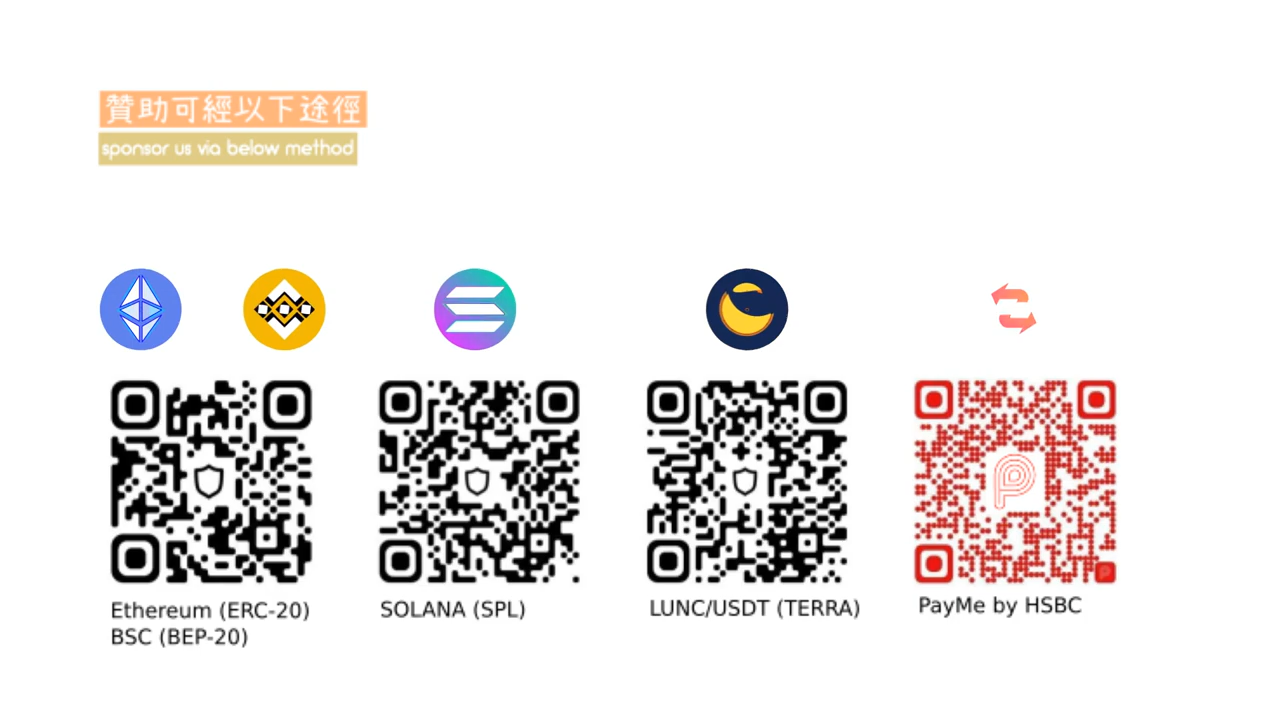 贊助可經以下途徑
sponsor us via below method
Ethereum (ERC-20)
BSC (BEP-20)
SOLANA (SPL)
LUNC/USDT (TERRA)
PayMe by HSBC